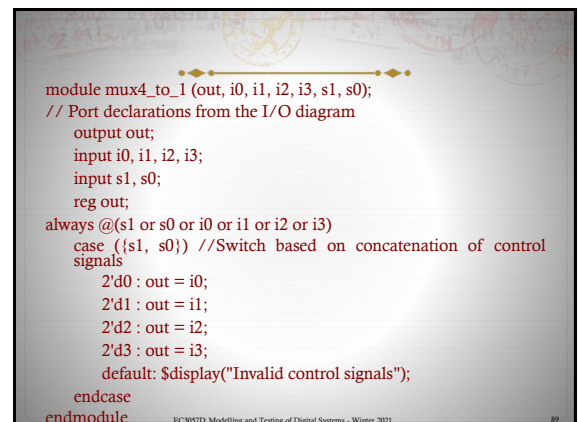 module mux4_to_1 (out, i0, i1, i2, i3, s1, s0);
// Port declarations from the I/O diagram
output out;
input i0, i1, i2, i3;
input s1, s0;
reg out;
always @(s1 or s0 or i0 or i1 or i2 or i3)
case ({s1, s0}) //Switch based on concatenation of control
signals
2'd0 : out = i0;
2'd1 : out = i1;
2'd2 : out = i2;
2'd3 : out = i3;
default: $display("Invalid control signals");
endcase
endmodule
EC3057D Modelling and Testing of Digital Systems - Winter 2021 89